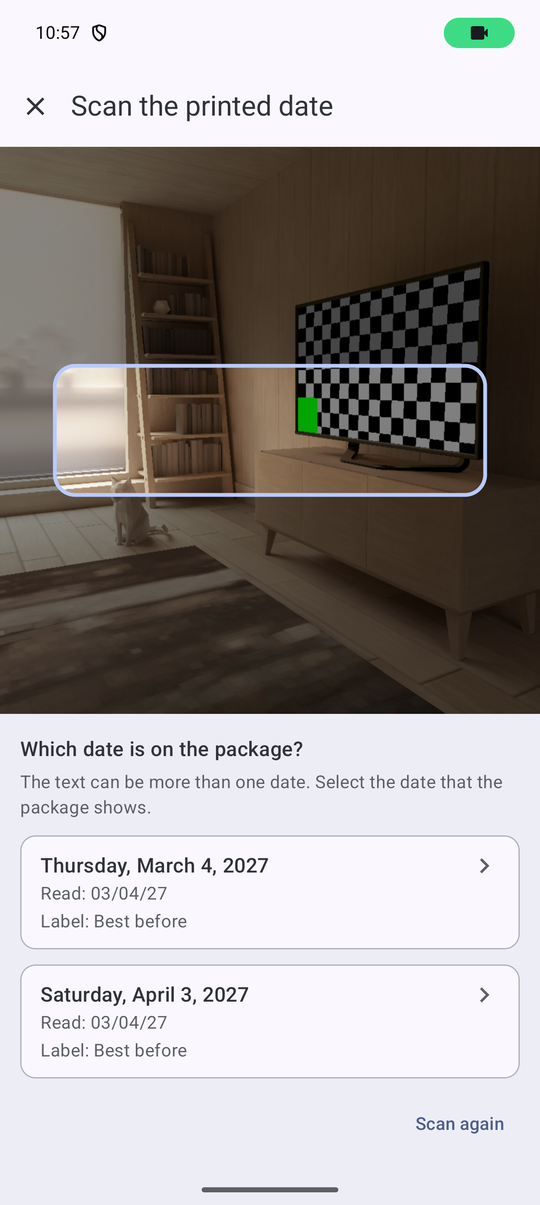 10:57
Scan the printed date
Which date is on the package?
The text can be more than one date. Select the date that the
package shows.
Thursday, March 4, 2027
Read: 03/04/27
Label: Best before
Saturday, April 3, 2027
Read: 03/04/27
Label: Best before
Scan again